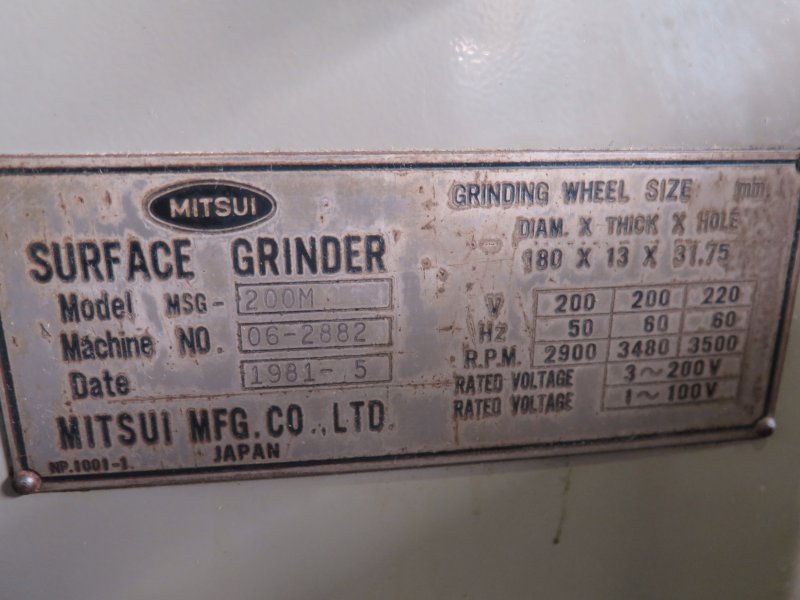 MITSUI
SURFACE GRINDER
Model MSG- 200M
Machine NO. 06-2882
Date 1981- 5
MITSUI MFG. CO., LTD.
JAPAN
NP.1001-1
GRINDING WHEEL SIZE mm
DIAM. X THICK X HOLE
180 X 13 X 31.75
V 200 200 220
Hz 50 60 60
R.P.M. 2900 3480 3500
RATED VOLTAGE 3~200V
RATED VOLTAGE 1~100V